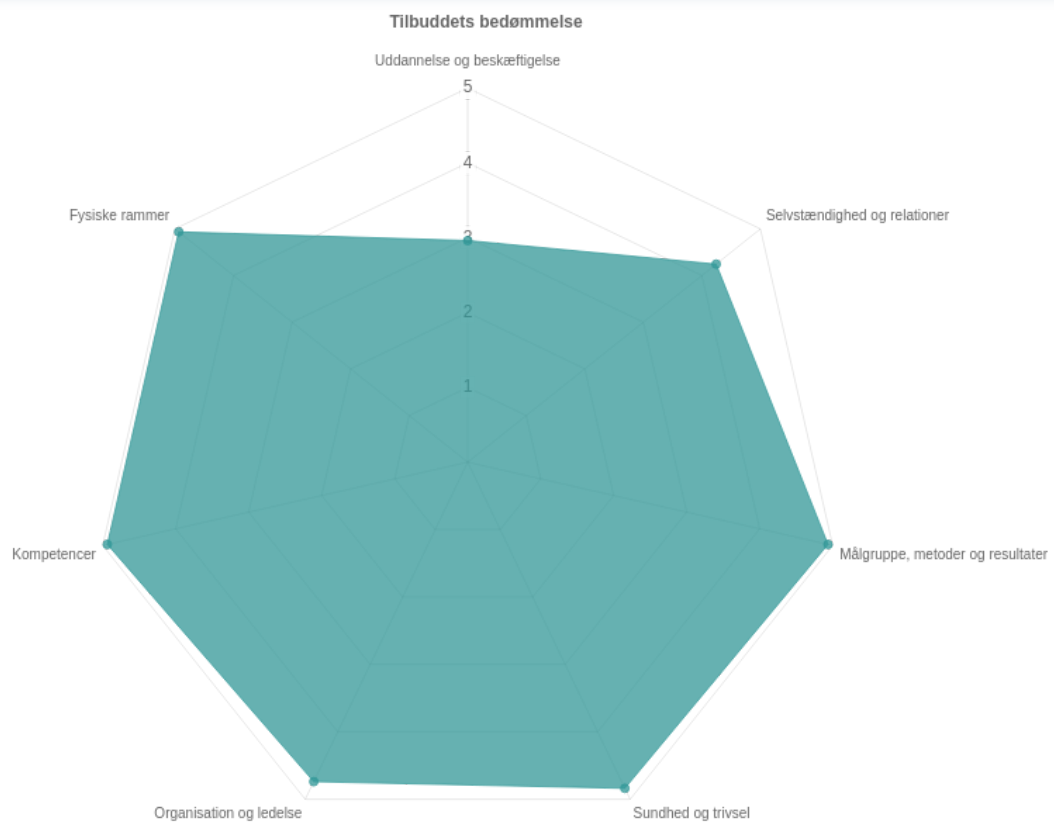 Tilbuddets bedømmelse
Uddannelse og beskæftigelse
5
4
Fysiske rammer
Selvstændighed og relationer
3
2
1
Kompetencer
Målgruppe, metoder og resultater
Organisation og ledelse
Sundhed og trivsel